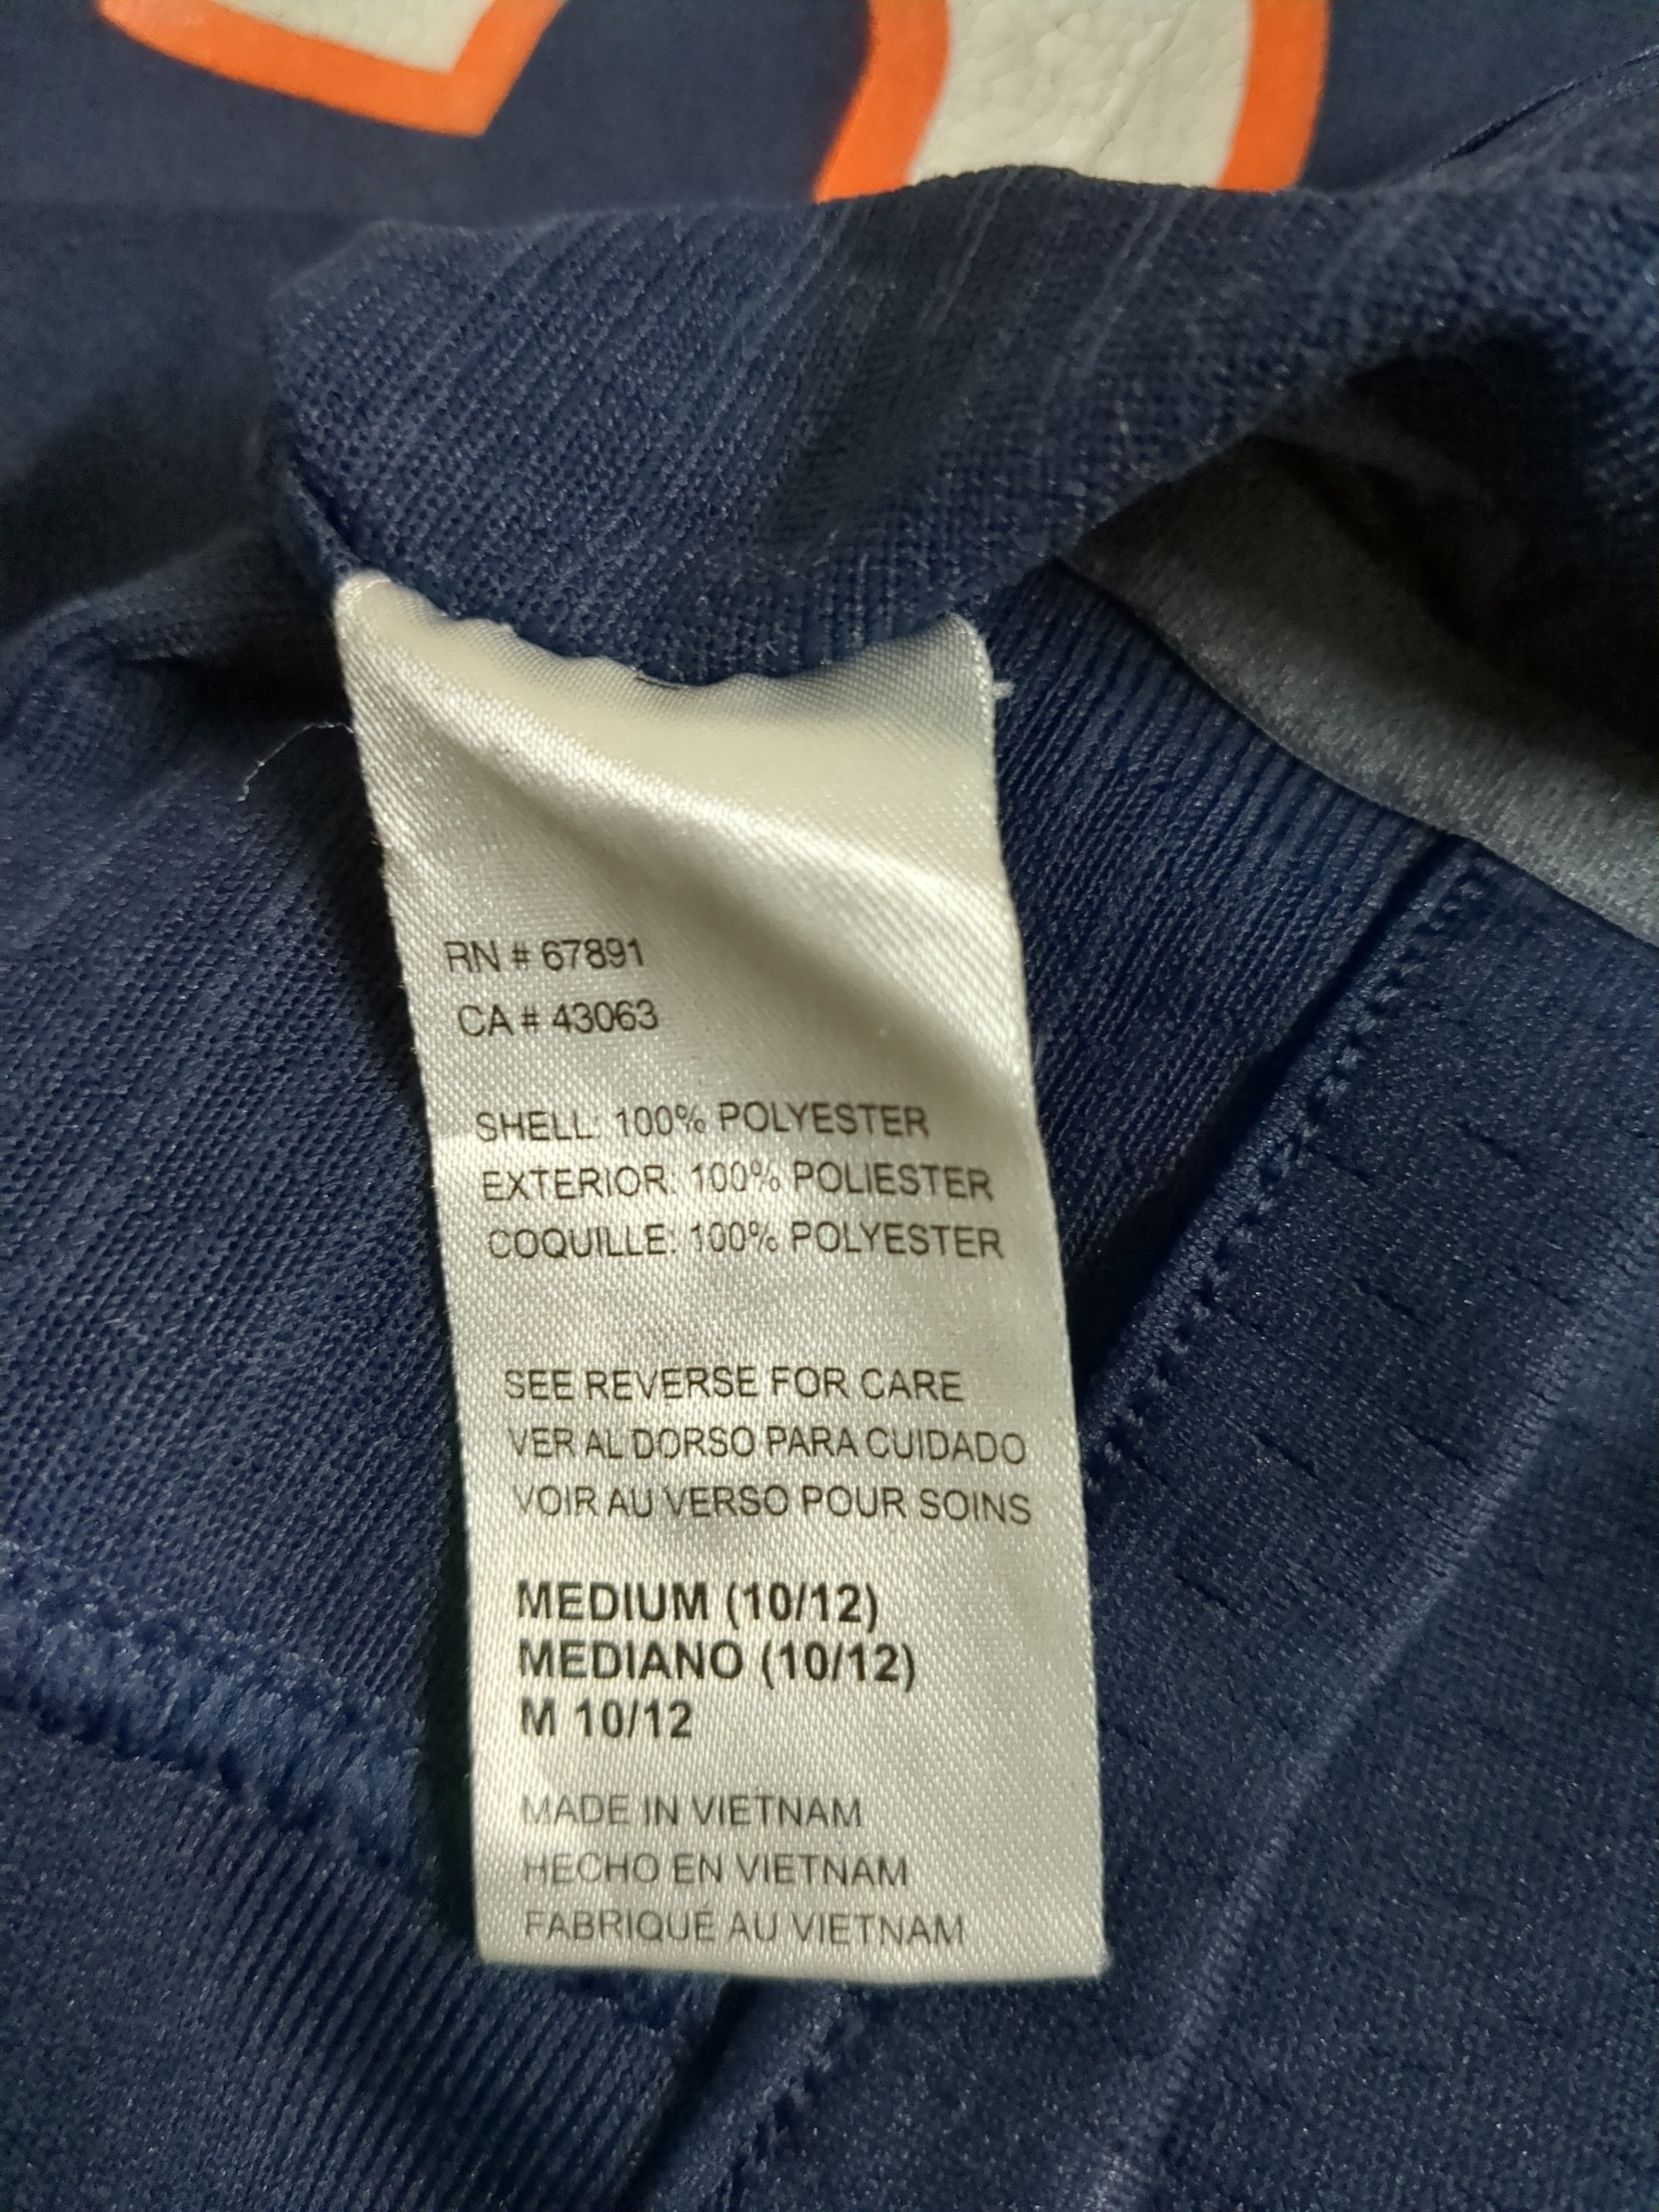 RN # 67891
CA # 43063
SHELL: 100% POLYESTER
EXTERIOR: 100% POLIESTER
COQUILLE: 100% POLYESTER
SEE REVERSE FOR CARE
VER AL DORSO PARA CUIDADO
VOIR AU VERSO POUR SOINS
MEDIUM (10/12)
MEDIANO (10/12)
M 10/12
MADE IN VIETNAM
HECHO EN VIETNAM
FABRIQUÉ AU VIETNAM